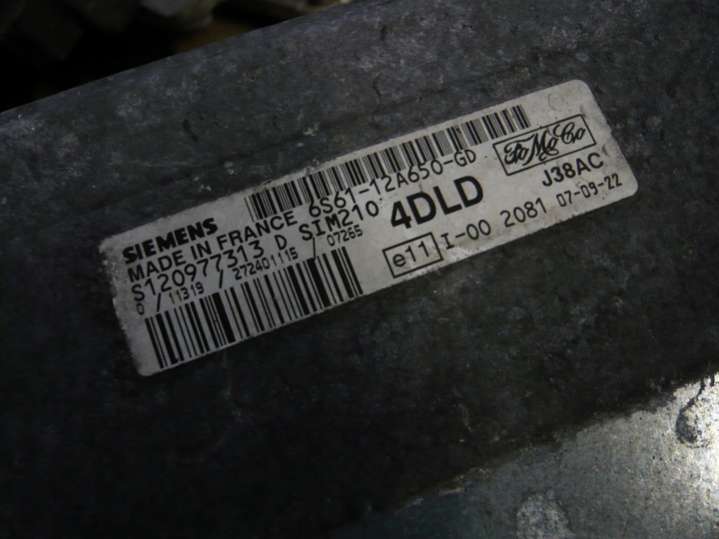 SIEMENS
MADE IN FRANCE
6S61-12A650-GD
FoMoCo
S120977313 D SIM210
4DLD
J38AC
0 / 11319 / 272401115 / 07265
e11 I-00 2081 07-09-22